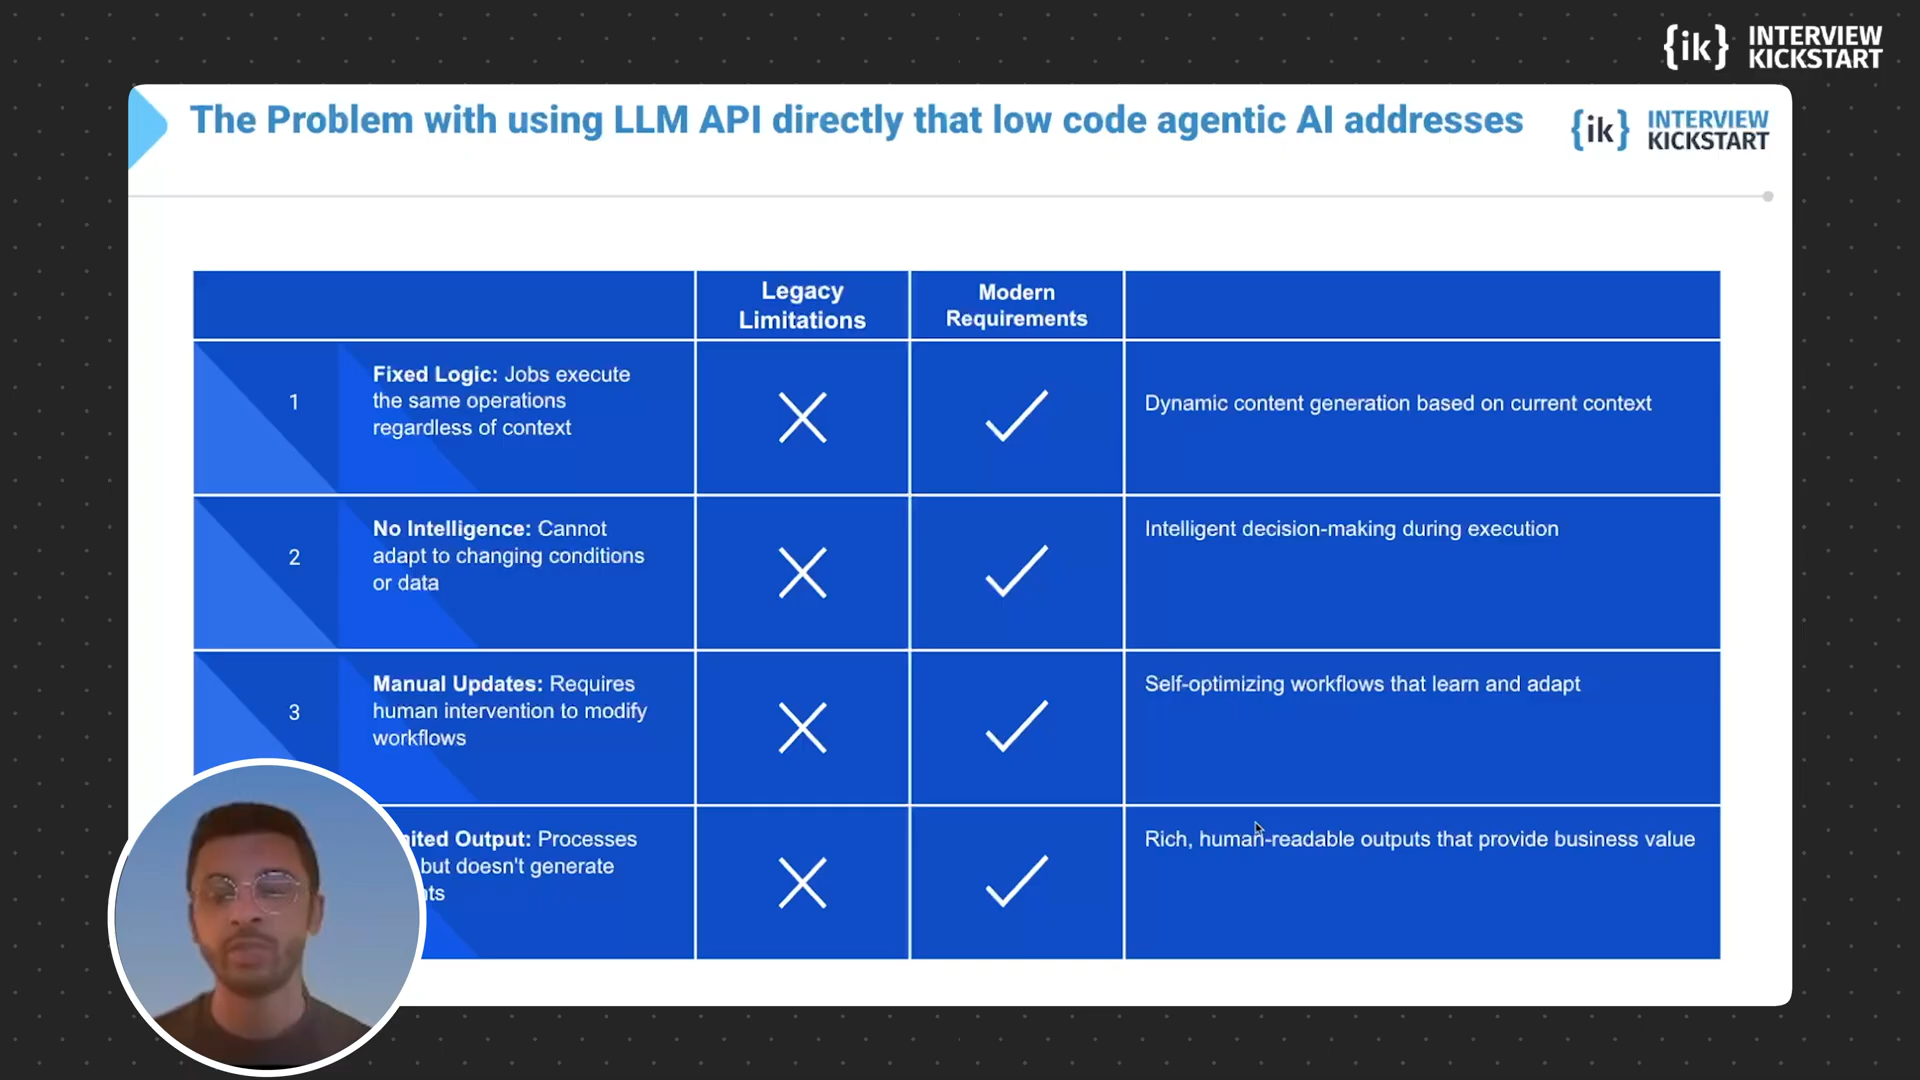 {ik} INTERVIEW
KICKSTART
The Problem with using LLM API directly that low code agentic AI addresses
{ik} INTERVIEW
KICKSTART
Legacy
Limitations
Modern
Requirements
1
Fixed Logic: Jobs execute
the same operations
regardless of context
Dynamic content generation based on current context
2
No Intelligence: Cannot
adapt to changing conditions
or data
Intelligent decision-making during execution
3
Manual Updates: Requires
human intervention to modify
workflows
Self-optimizing workflows that learn and adapt
Output: Processes
but doesn't generate
Rich, human-readable outputs that provide business value